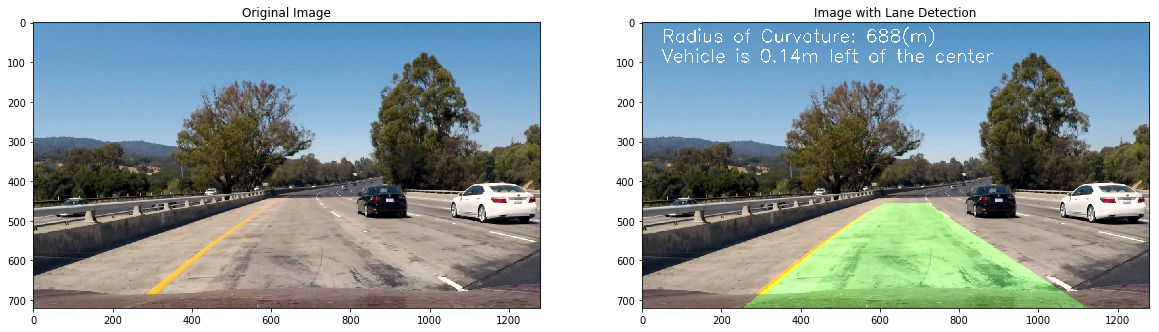 Original Image
Image with Lane Detection
Radius of Curvature: 688(m)
Vehicle is 0.14m left of the center
0
100
200
300
400
500
600
700
0 200 400 600 800 1000 1200
0
100
200
300
400
500
600
700
0 200 400 600 800 1000 1200